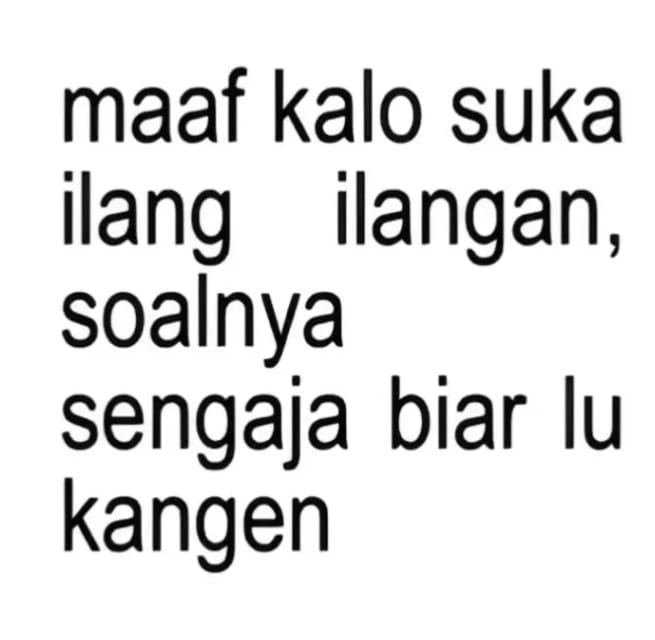 maaf kalo suka
ilang ilangan,
soalnya
sengaja biar lu
kangen